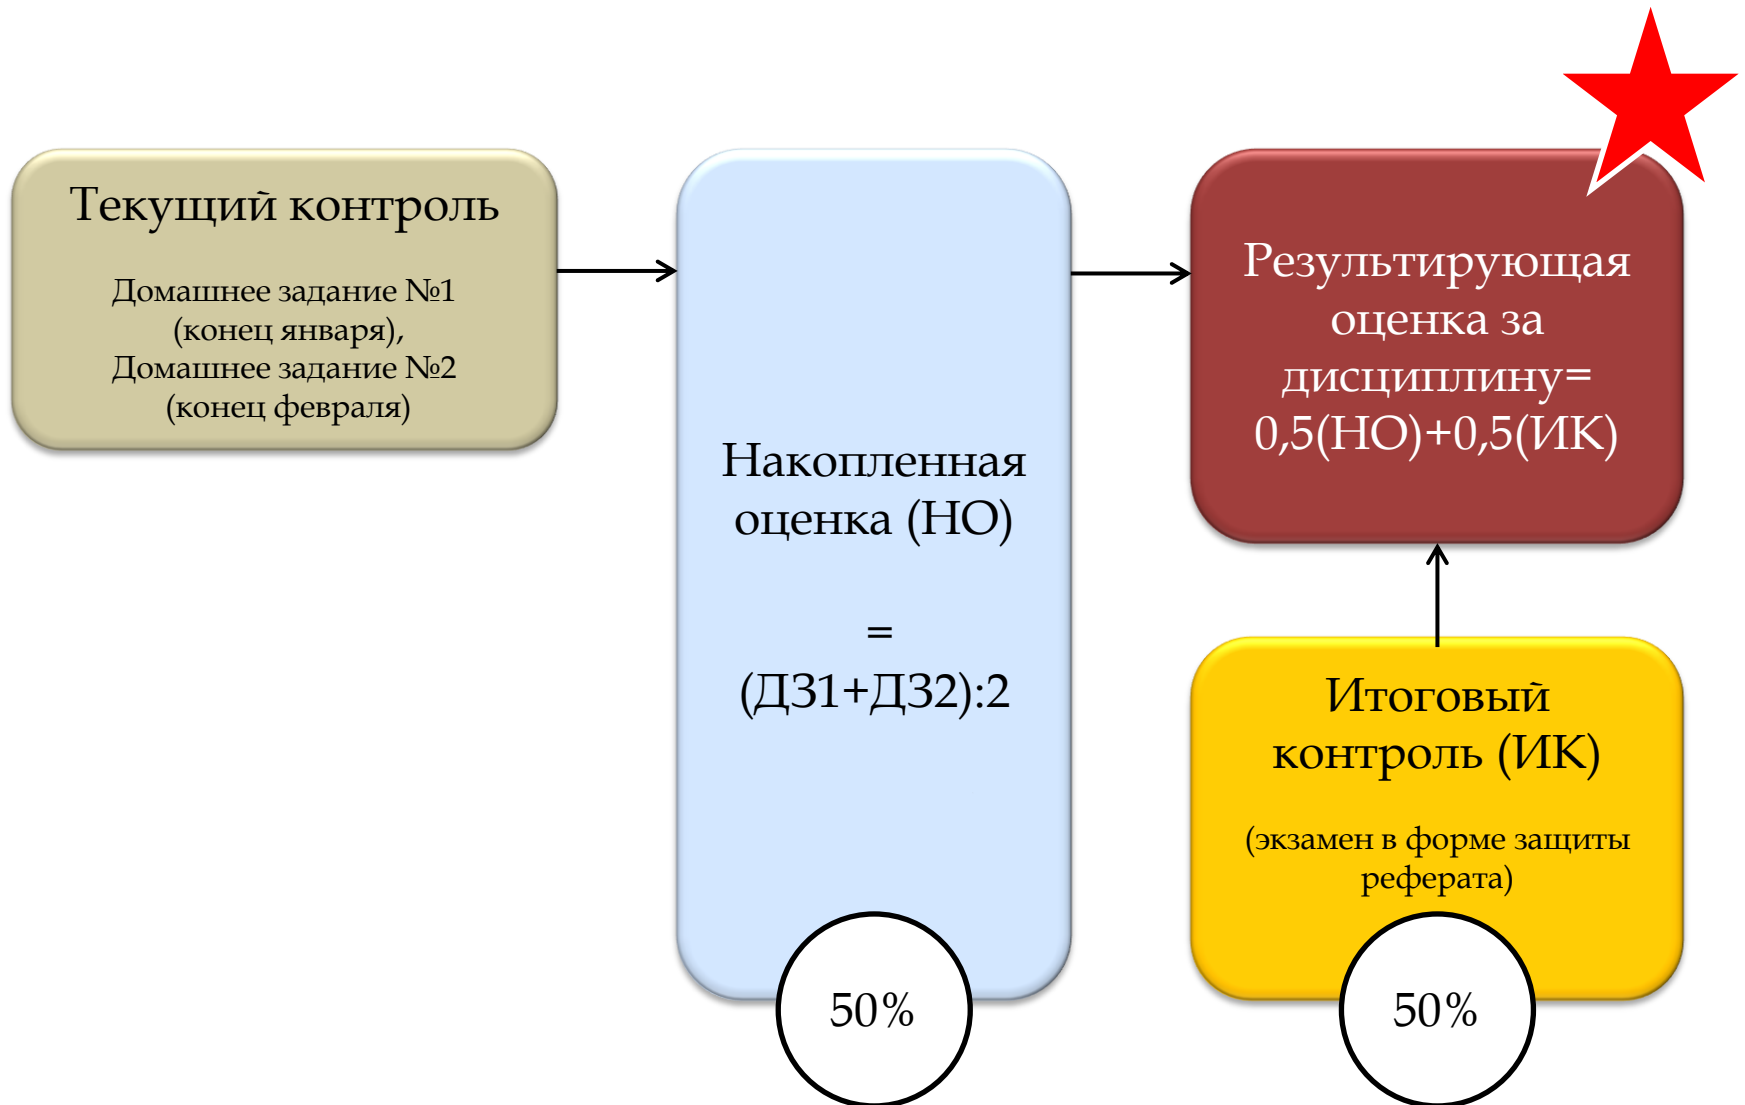 Текущий контроль
Домашнее задание №1
(конец января),
Домашнее задание №2
(конец февраля)
Накопленная
оценка (НО)
=
(ДЗ1+ДЗ2):2
50%
Результирующая
оценка за
дисциплину=
0,5(НО)+0,5(ИК)
Итоговый
контроль (ИК)
(экзамен в форме защиты
реферата)
50%